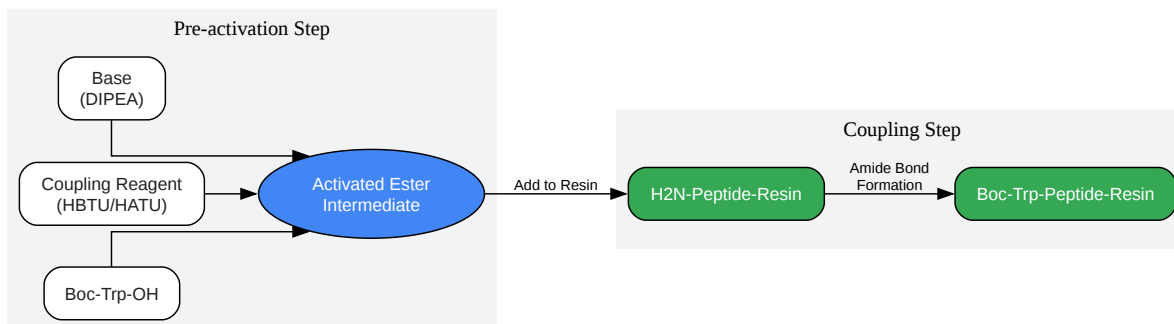 Pre-activation Step
Base
(DIPEA)
Coupling Reagent
(HBTU/HATU)
Boc-Trp-OH
Activated Ester
Intermediate
Add to Resin
Coupling Step
H2N-Peptide-Resin
Amide Bond
Formation
Boc-Trp-Peptide-Resin